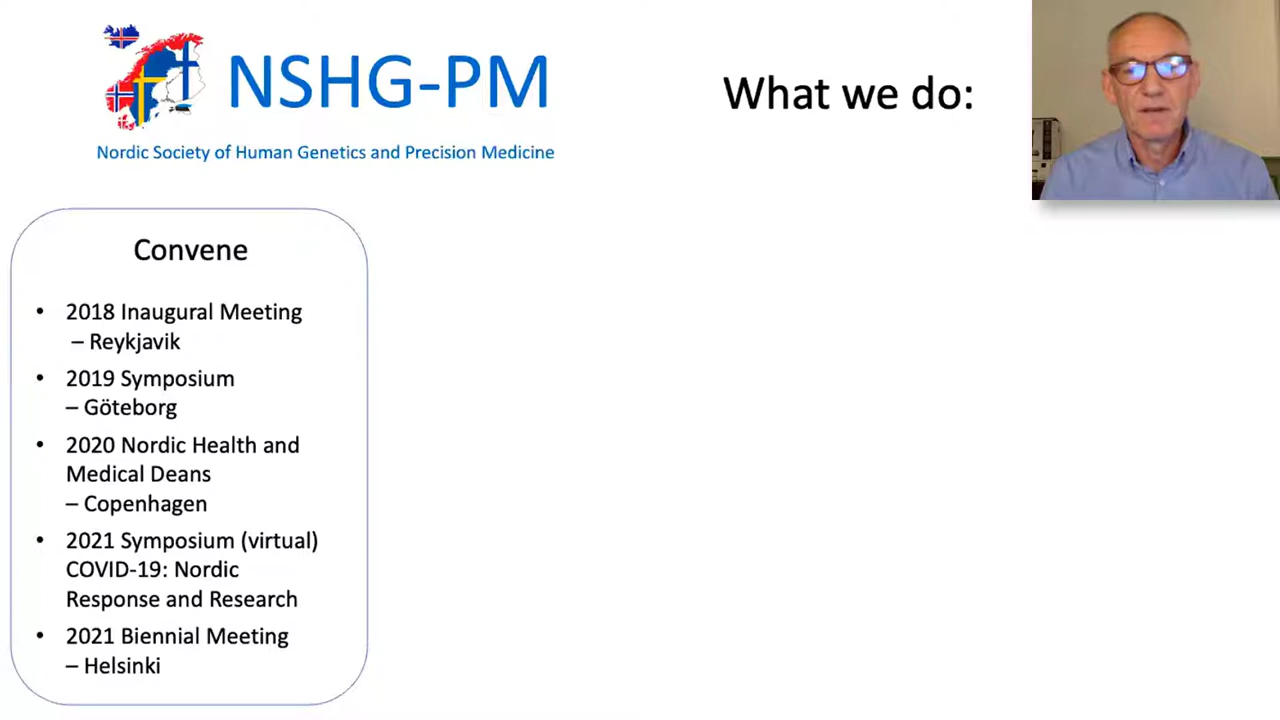 NSHG-PM
Nordic Society of Human Genetics and Precision Medicine
What we do:
Convene
• 2018 Inaugural Meeting
– Reykjavik
• 2019 Symposium
– Göteborg
• 2020 Nordic Health and
Medical Deans
– Copenhagen
• 2021 Symposium (virtual)
COVID-19: Nordic
Response and Research
• 2021 Biennial Meeting
– Helsinki